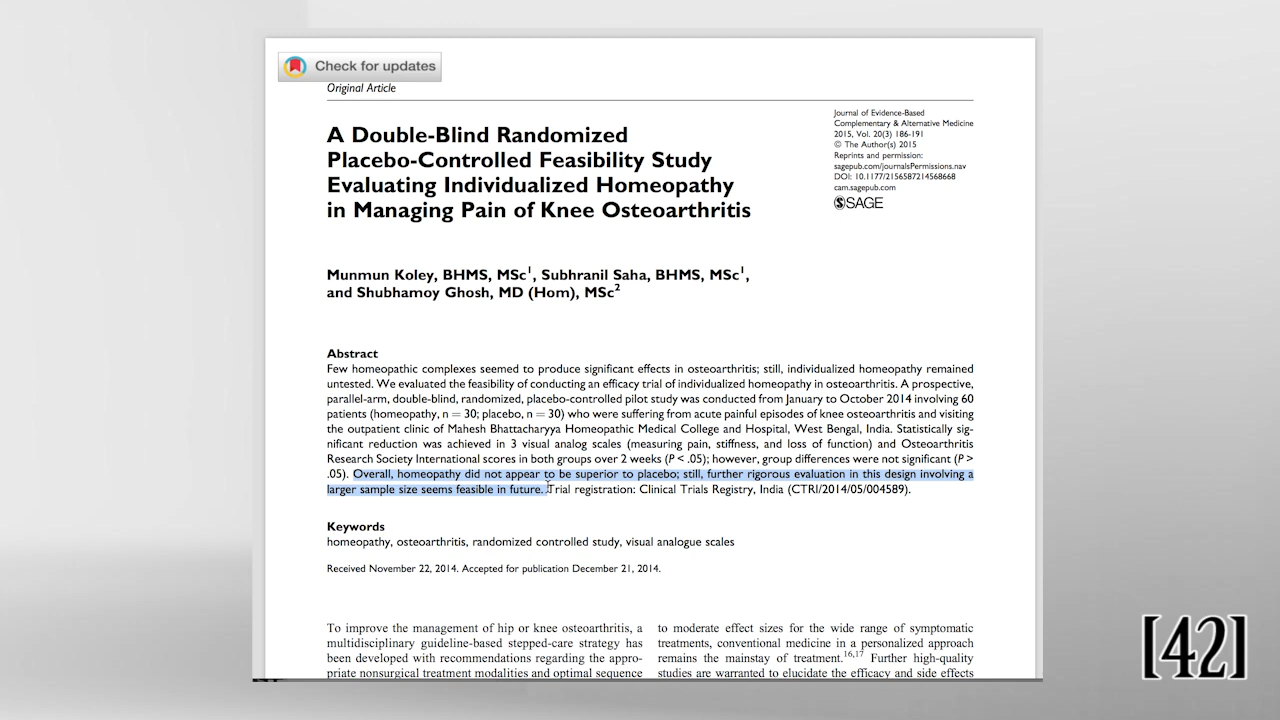 Check for updates
Original Article
A Double-Blind Randomized
Placebo-Controlled Feasibility Study
Evaluating Individualized Homeopathy
in Managing Pain of Knee Osteoarthritis
Journal of Evidence-Based
Complementary & Alternative Medicine
2015, Vol. 20(3) 186-191
© The Author(s) 2015
Reprints and permission:
sagepub.com/journalsPermissions.nav
DOI: 10.1177/2156587214568668
cam.sagepub.com
SAGE
Munmun Koley, BHMS, MSc1, Subhranil Saha, BHMS, MSc1,
and Shubhamoy Ghosh, MD (Hom), MSc2
Abstract
Few homeopathic complexes seemed to produce significant effects in osteoarthritis; still, individualized homeopathy remained
untested. We evaluated the feasibility of conducting an efficacy trial of individualized homeopathy in osteoarthritis. A prospective,
parallel-arm, double-blind, randomized, placebo-controlled pilot study was conducted from January to October 2014 involving 60
patients (homeopathy, n = 30; placebo, n = 30) who were suffering from acute painful episodes of knee osteoarthritis and visiting
the outpatient clinic of Mahesh Bhattacharyya Homeopathic Medical College and Hospital, West Bengal, India. Statistically sig-
nificant reduction was achieved in 3 visual analog scales (measuring pain, stiffness, and loss of function) and Osteoarthritis
Research Society International scores in both groups over 2 weeks (P < .05); however, group differences were not significant (P >
.05). Overall, homeopathy did not appear to be superior to placebo; still, further rigorous evaluation in this design involving a
larger sample size seems feasible in future. Trial registration: Clinical Trials Registry, India (CTRI/2014/05/004589).
Keywords
homeopathy, osteoarthritis, randomized controlled study, visual analogue scales
Received November 22, 2014. Accepted for publication December 21, 2014.
To improve the management of hip or knee osteoarthritis, a
multidisciplinary guideline-based stepped-care strategy has
been developed with recommendations regarding the appro-
priate nonsurgical treatment modalities and optimal sequence
to moderate effect sizes for the wide range of symptomatic
treatments, conventional medicine in a personalized approach
remains the mainstay of treatment.16,17 Further high-quality
studies are warranted to elucidate the efficacy and side effects
[42]